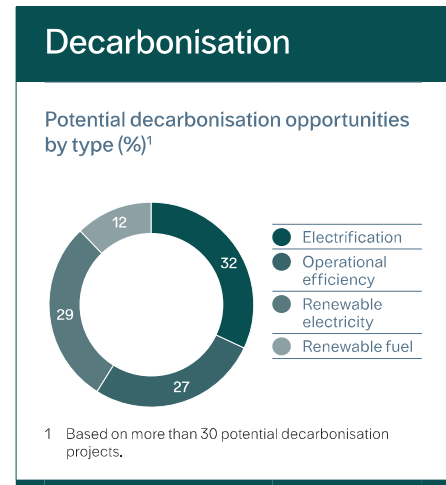 Decarbonisation
Potential decarbonisation opportunities
by type (%)¹
12
32
29
27
Electrification
Operational
efficiency
Renewable
electricity
Renewable fuel
1 Based on more than 30 potential decarbonisation
projects.